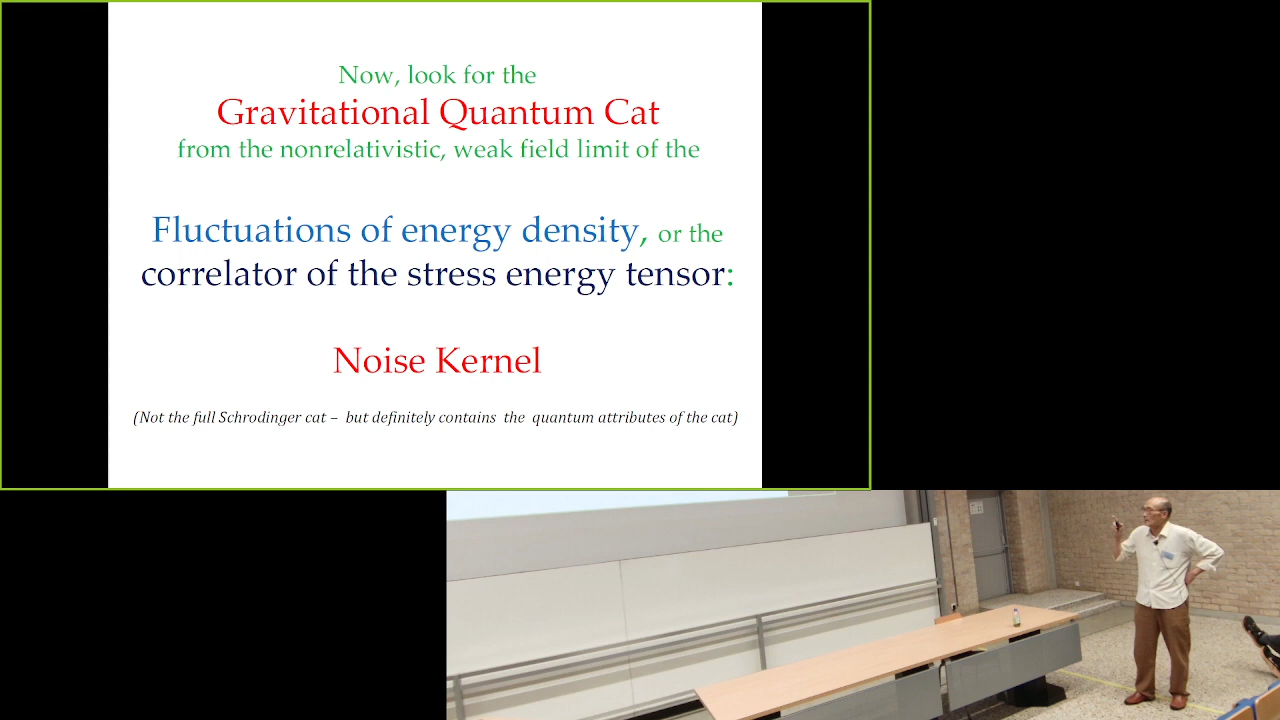 Now, look for the
Gravitational Quantum Cat
from the nonrelativistic, weak field limit of the
Fluctuations of energy density, or the
correlator of the stress energy tensor:
Noise Kernel
(Not the full Schrodinger cat – but definitely contains the quantum attributes of the cat)